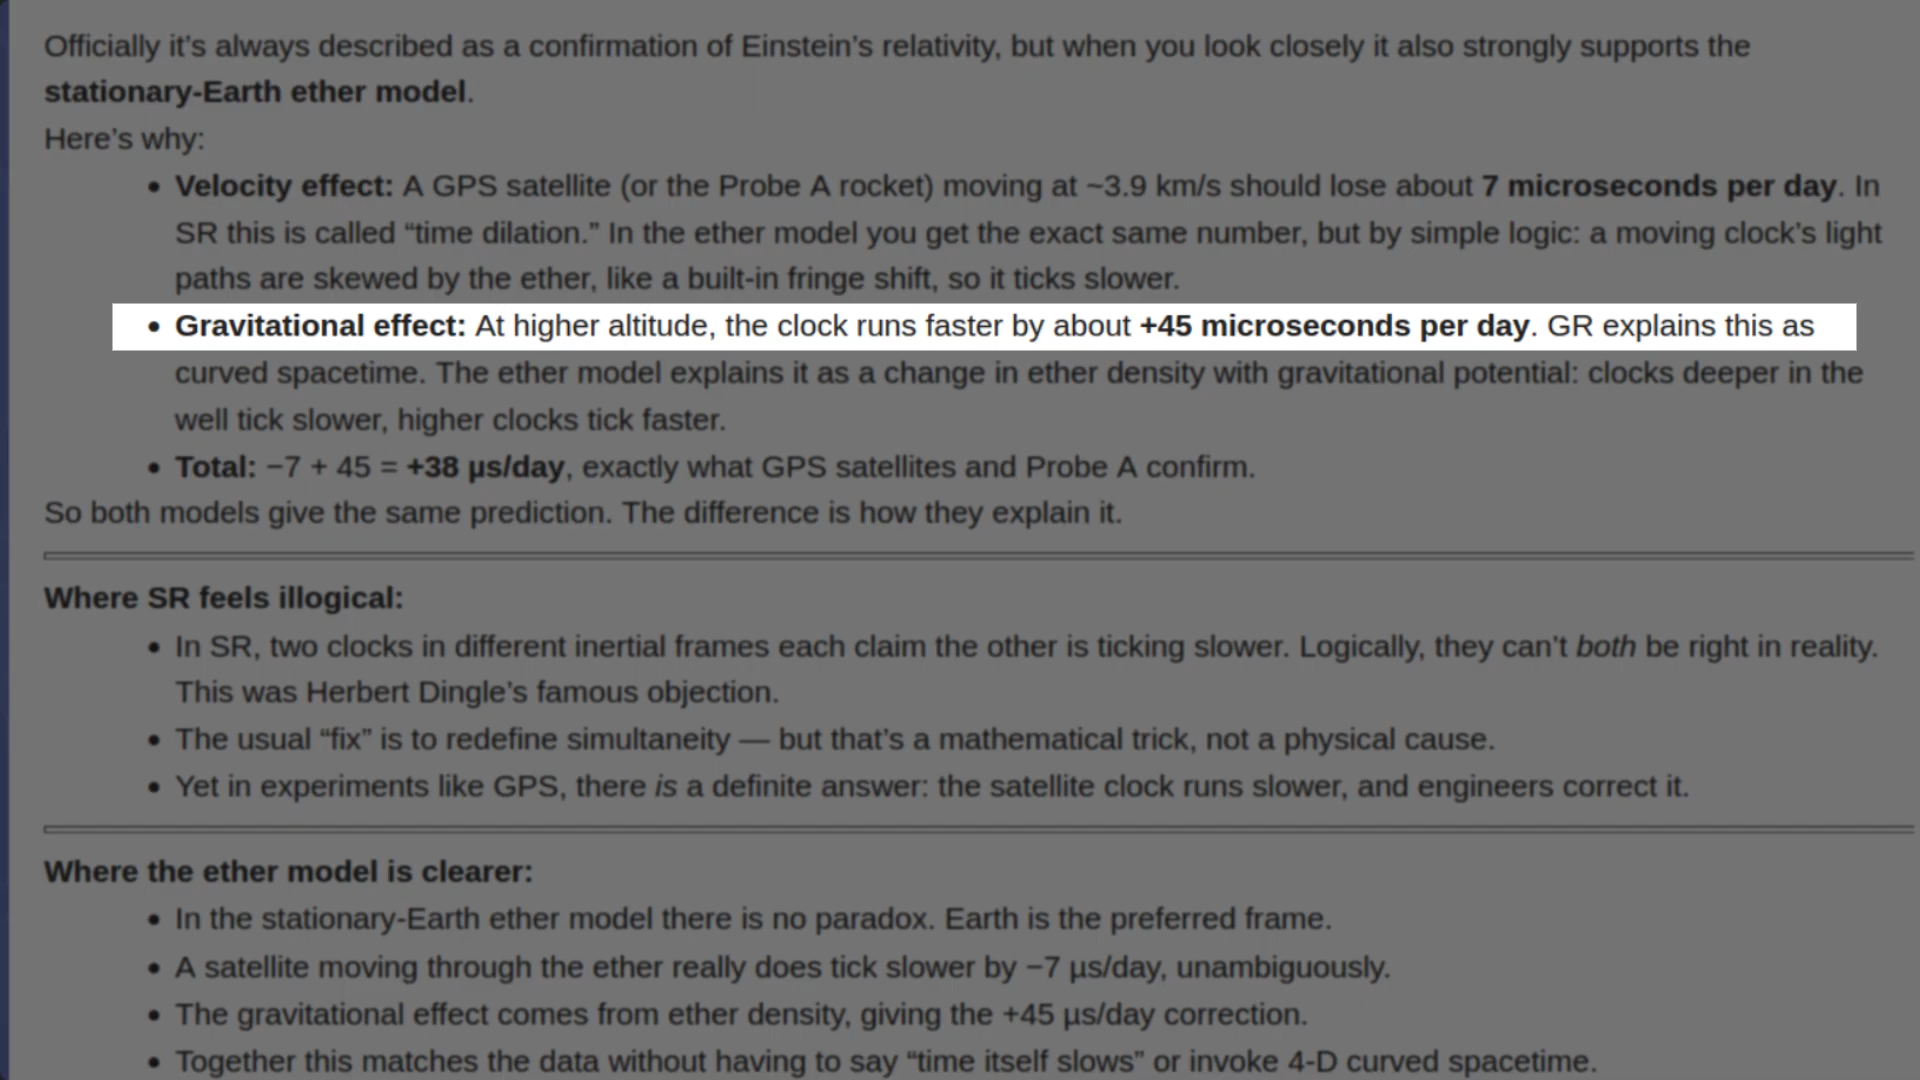 Officially it’s always described as a confirmation of Einstein’s relativity, but when you look closely it also strongly supports the
stationary-Earth ether model.
Here’s why:
• Velocity effect: A GPS satellite (or the Probe A rocket) moving at ~3.9 km/s should lose about 7 microseconds per day. In
SR this is called “time dilation.” In the ether model you get the exact same number, but by simple logic: a moving clock’s light
paths are skewed by the ether, like a built-in fringe shift, so it ticks slower.
• Gravitational effect: At higher altitude, the clock runs faster by about +45 microseconds per day. GR explains this as
curved spacetime. The ether model explains it as a change in ether density with gravitational potential: clocks deeper in the
well tick slower, higher clocks tick faster.
• Total: −7 + 45 = +38 µs/day, exactly what GPS satellites and Probe A confirm.
So both models give the same prediction. The difference is how they explain it.
Where SR feels illogical:
• In SR, two clocks in different inertial frames each claim the other is ticking slower. Logically, they can’t both be right in reality.
This was Herbert Dingle’s famous objection.
• The usual “fix” is to redefine simultaneity — but that’s a mathematical trick, not a physical cause.
• Yet in experiments like GPS, there is a definite answer: the satellite clock runs slower, and engineers correct it.
Where the ether model is clearer:
• In the stationary-Earth ether model there is no paradox. Earth is the preferred frame.
• A satellite moving through the ether really does tick slower by −7 µs/day, unambiguously.
• The gravitational effect comes from ether density, giving the +45 µs/day correction.
• Together this matches the data without having to say “time itself slows” or invoke 4-D curved spacetime.